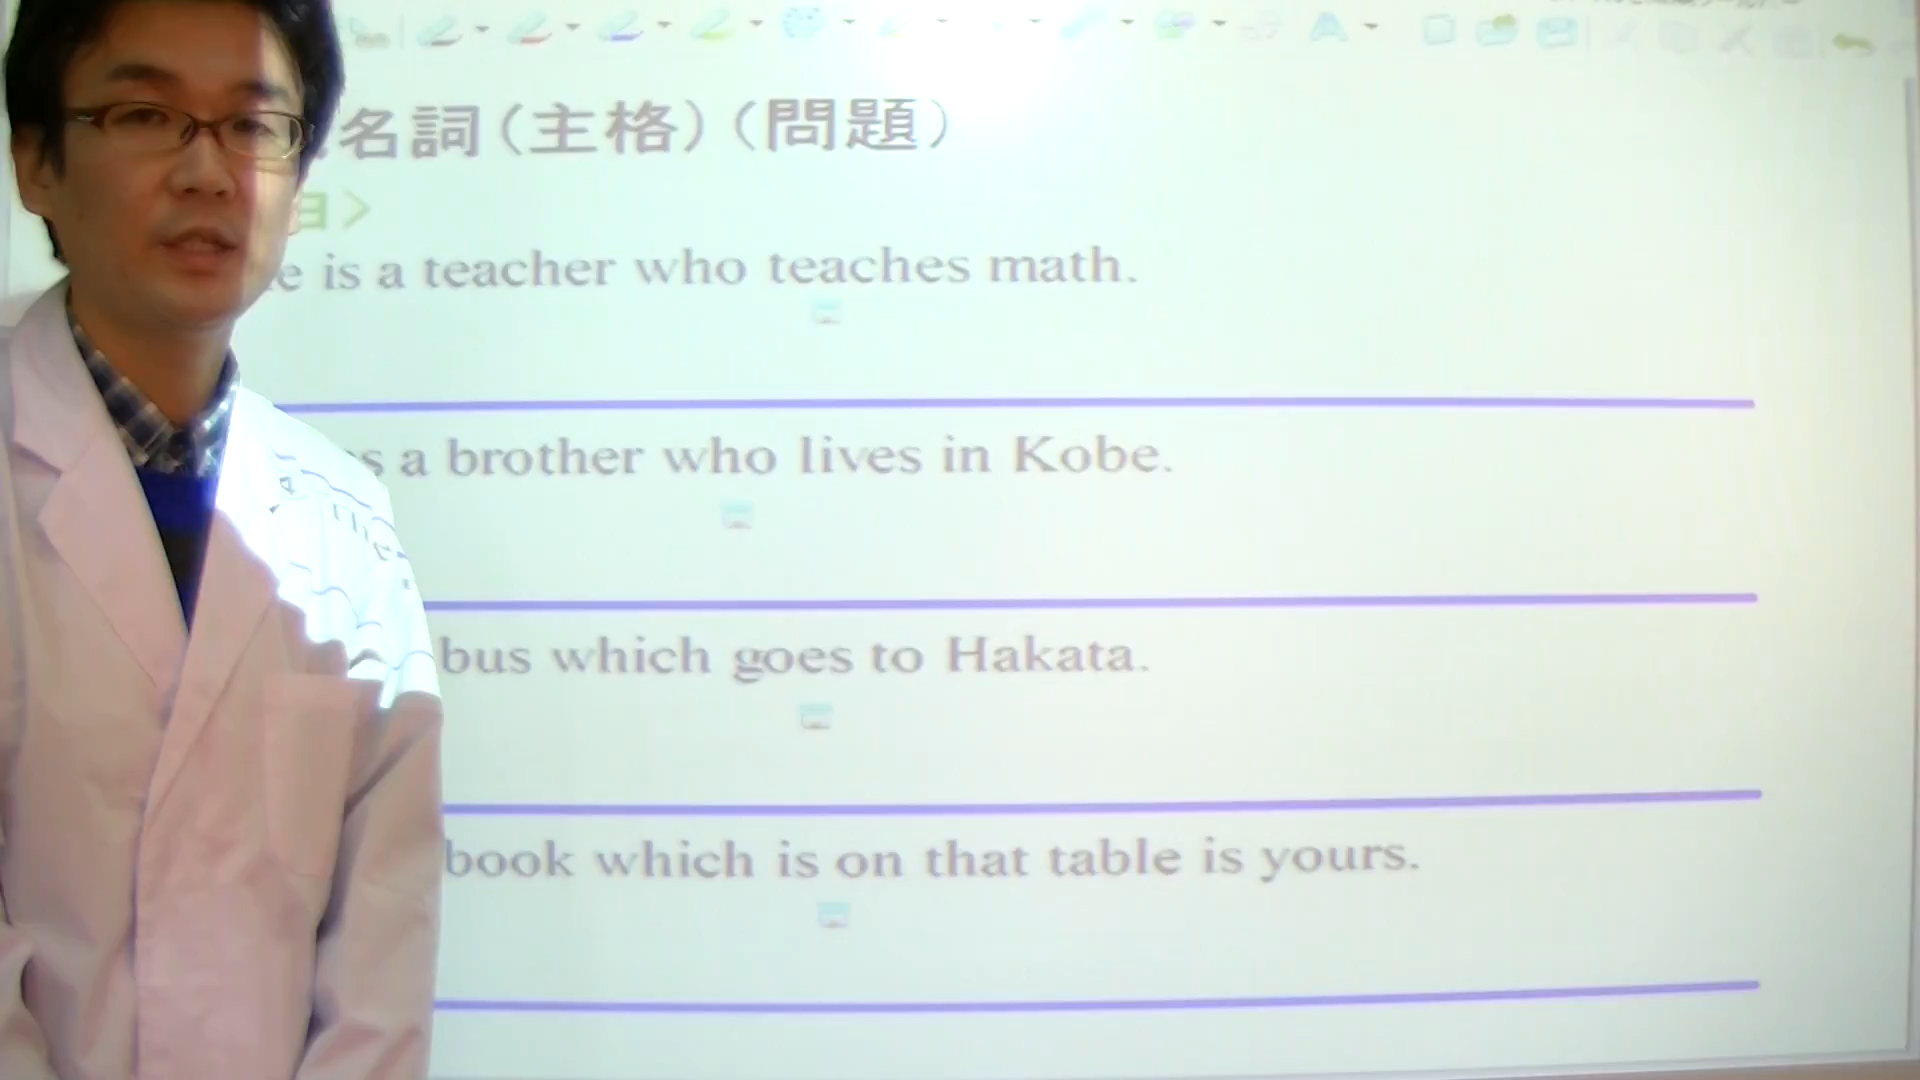 名詞(主格)(問題)
>
is a teacher who teaches math.
a brother who lives in Kobe.
bus which goes to Hakata.
book which is on that table is yours.